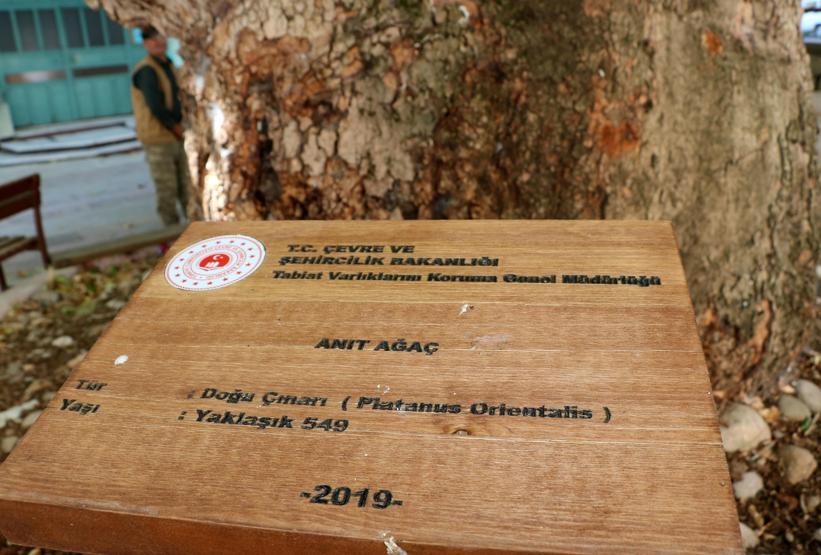 T.C. ÇEVRE VE
ŞEHİRCİLİK BAKANLIĞI
Tabiat Varlıklarını Koruma Genel Müdürlüğü
ANIT AĞAÇ
Tür : Doğu Çınarı ( Platanus Orientalis )
Yaşı : Yaklaşık 549
-2019-